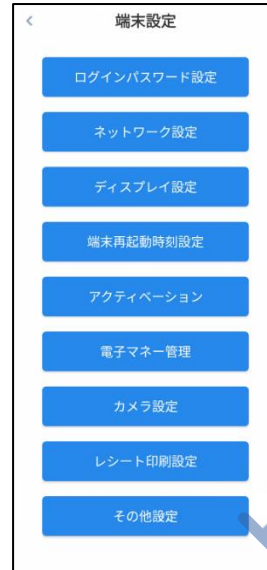 端末設定
ログインパスワード設定
ネットワーク設定
ディスプレイ設定
端末再起動時刻設定
アクティベーション
電子マネー管理
カメラ設定
レシート印刷設定
その他設定